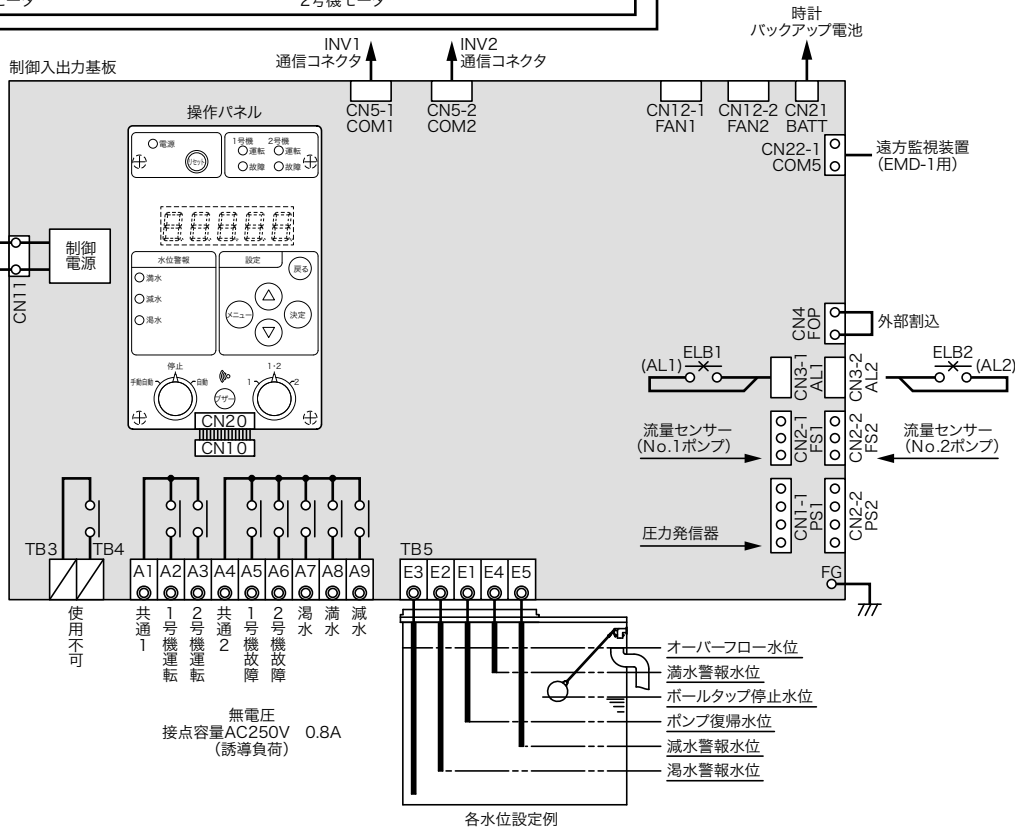 2号機モータ
時計
バックアップ電池
INV1
通信コネクタ
INV2
通信コネクタ
制御入出力基板
CN5-1
COM1
CN5-2
COM2
CN12-1
FAN1
CN12-2
FAN2
CN21
BATT
CN22-1
COM5
遠方監視装置
(EMD-1用)
操作パネル
電源
リセット
1号機
2号機
運転
運転
故障
故障
88888
制御
電源
CN11
水位警報
満水
減水
渇水
設定
戻る
メニュー
決定
停止
手動自動
自動
ブザー
1・2
1
2
CN20
CN10
CN4
FOP
外部割込
(AL1)
ELB1
CN3-1
AL1
CN3-2
AL2
ELB2
(AL2)
流量センサー
(No.1ポンプ)
CN2-1
FS1
CN2-2
FS2
流量センサー
(No.2ポンプ)
圧力発信器
CN1-1
PS1
CN2-2
PS2
FG
TB3
TB4
使用不可
A1
A2
A3
A4
A5
A6
A7
A8
A9
共通1
1号機運転
2号機運転
共通2
1号機故障
2号機故障
渇水
満水
減水
無電圧
接点容量AC250V 0.8A
(誘導負荷)
TB5
E3
E2
E1
E4
E5
オーバーフロー水位
満水警報水位
ボールタップ停止水位
ポンプ復帰水位
減水警報水位
渇水警報水位
各水位設定例